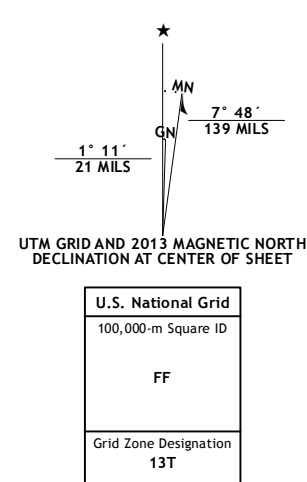 ★
MN
7° 48´
139 MILS
GN
1° 11´
21 MILS
UTM GRID AND 2013 MAGNETIC NORTH
DECLINATION AT CENTER OF SHEET
U.S. National Grid
100,000-m Square ID
FF
Grid Zone Designation
13T